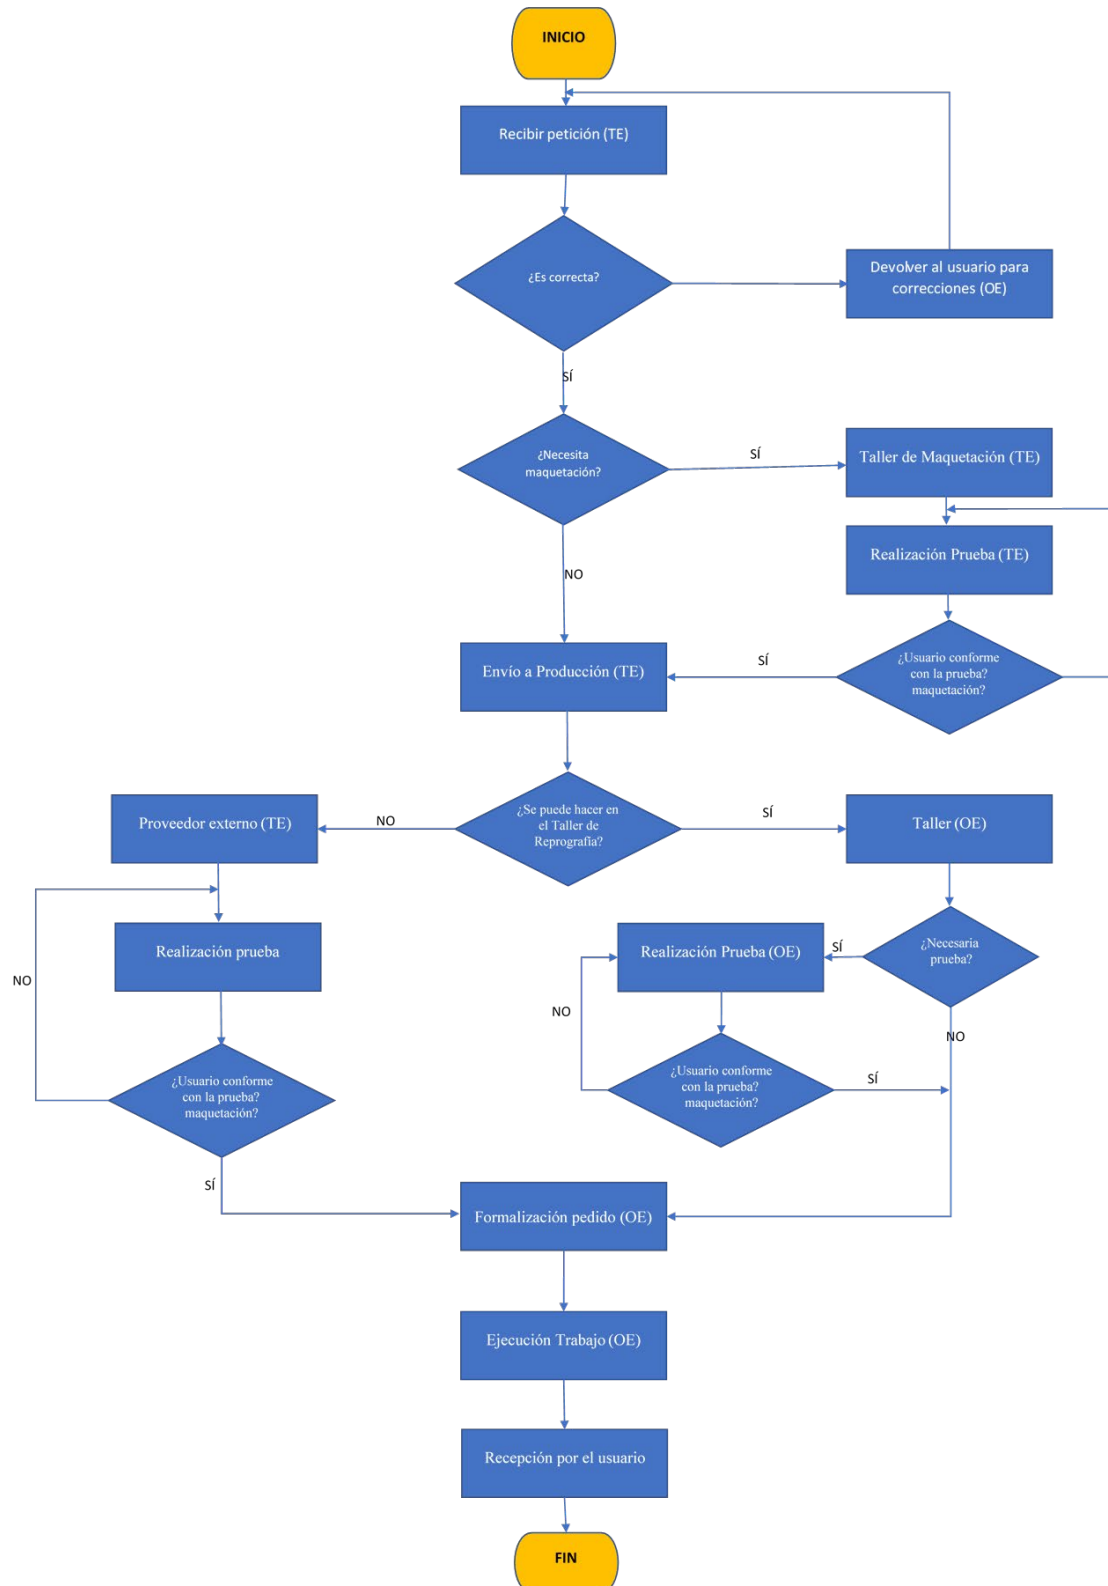 INICIO
Recibir petición (TE)
¿Es correcta?
Devolver al usuario para
correcciones (OE)
SÍ
¿Necesita
maquetación?
SÍ
Taller de Maquetación (TE)
Realización Prueba (TE)
NO
¿Usuario conforme
con la prueba?
maquetación?
SÍ
Envío a Producción (TE)
¿Se puede hacer en
el Taller de
Reprografía?
NO
Proveedor externo (TE)
SÍ
Taller (OE)
Realización prueba
NO
¿Usuario conforme
con la prueba?
maquetación?
SÍ
¿Necesaria
prueba?
SÍ
Realización Prueba (OE)
NO
NO
¿Usuario conforme
con la prueba?
maquetación?
SÍ
Formalización pedido (OE)
Ejecución Trabajo (OE)
Recepción por el usuario
FIN